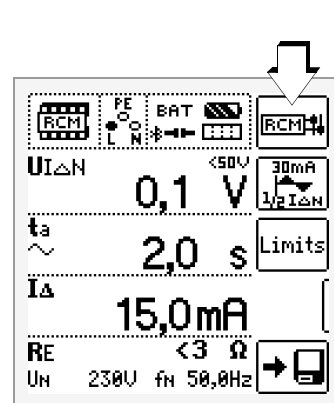 RCM PE L N BAT RCM
UI△N <50V 30mA
0,1 V 1/2 I△N
ta
2,0 s Limits
I△
15,0mA
RE <3 Ω
UN 230V fN 50,0Hz